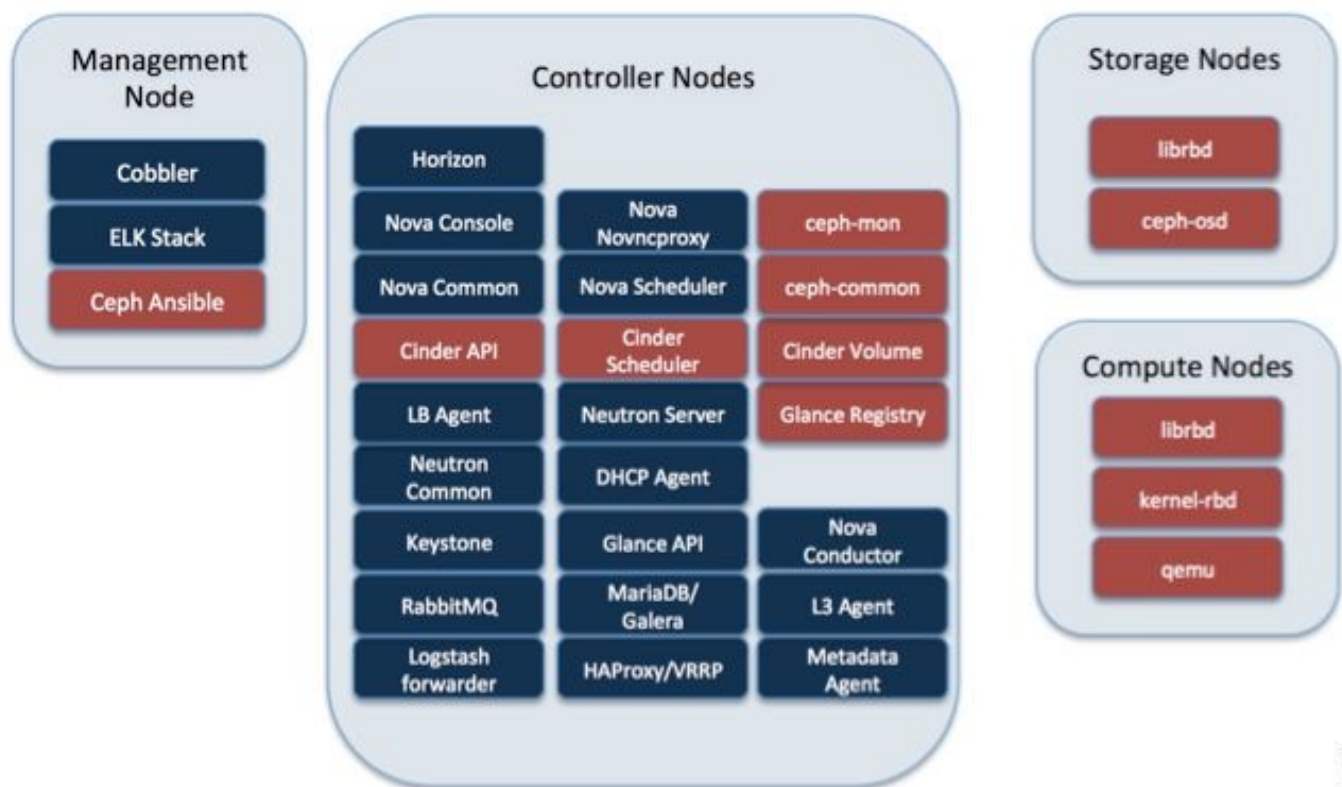 Management
Node
Cobbler
ELK Stack
Ceph Ansible
Controller Nodes
Horizon
Nova Console
Nova
Novncproxy
ceph-mon
Nova Common
Nova Scheduler
ceph-common
Cinder API
Cinder
Scheduler
Cinder Volume
LB Agent
Neutron Server
Glance Registry
Neutron
Common
DHCP Agent
Keystone
Glance API
Nova
Conductor
RabbitMQ
MariaDB/
Galera
L3 Agent
Logstash
forwarder
HAProxy/VRRP
Metadata
Agent
Storage Nodes
librbd
ceph-osd
Compute Nodes
librbd
kernel-rbd
qemu